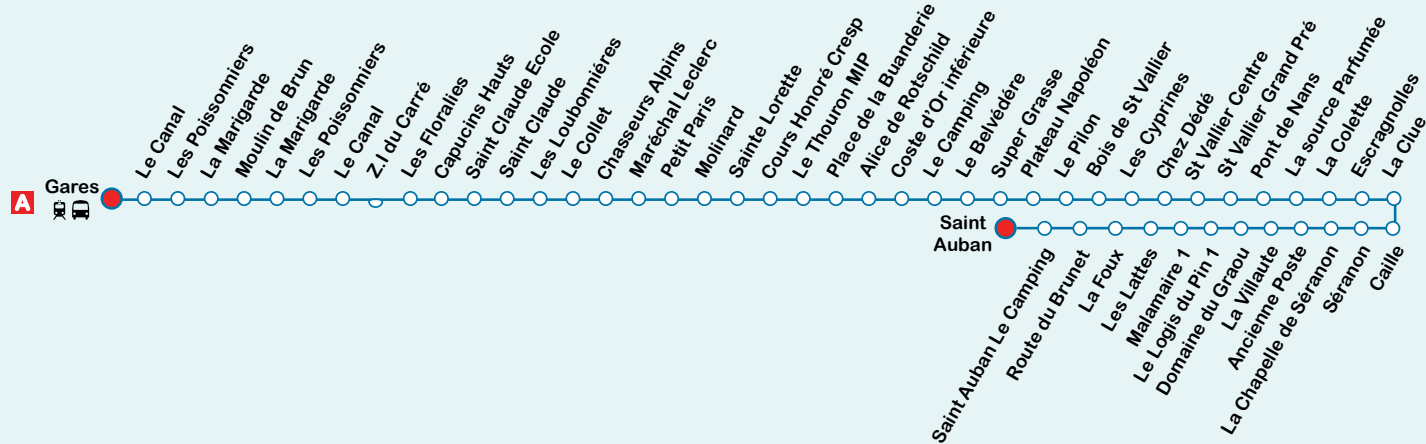 A
Gares
Le Canal
Les Poissonniers
La Marigarde
Moulin de Brun
La Marigarde
Les Poissonniers
Le Canal
Z.I du Carré
Les Floralies
Capucins Hauts
Saint Claude Ecole
Saint Claude
Les Loubonniéres
Le Collet
Chasseurs Alpins
Maréchal Leclerc
Petit Paris
Molinard
Sainte Lorette
Cours Honoré Cresp
Le Thouron MIP
Place de la Buanderie
Alice de Rotschild
Coste d'Or inférieure
Le Camping
Le Belvédére
Super Grasse
Plateau Napoléon
Le Pilon
Bois de St Vallier
Les Cyprines
Chez Dédé
St Vallier Centre
St Vallier Grand Pré
Pont de Nans
La source Parfumée
La Colette
Escragnolles
La Clue
Saint
Auban
Saint Auban Le Camping
Route du Brunet
La Foux
Les Lattes
Malamaire 1
Le Logis du Pin 1
Domaine du Graou
La Villaute
Ancienne Poste
La Chapelle de Séranon
Séranon
Caille